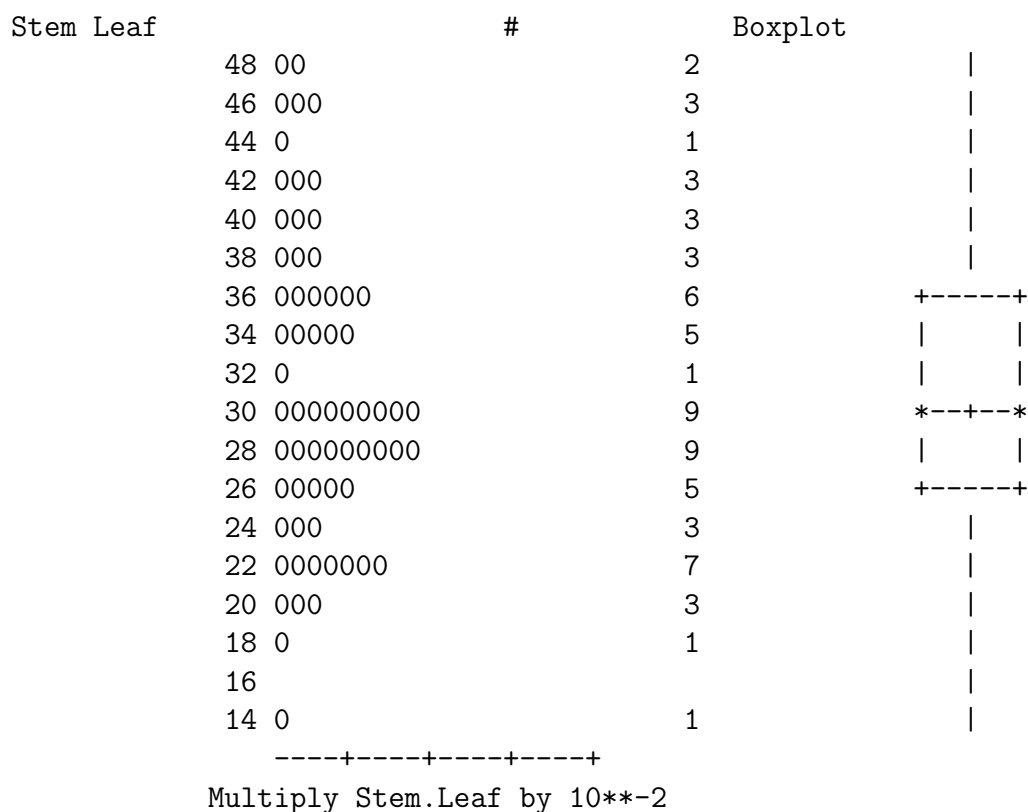 Stem Leaf                     #             Boxplot
             48 00                       2                |
             46 000                      3                |
             44 0                        1                |
             42 000                      3                |
             40 000                      3                |
             38 000                      3                |
             36 000000                   6             +-----+
             34 00000                    5             |     |
             32 0                        1             |     |
             30 000000000                9             *--+--*
             28 000000000                9             |     |
             26 00000                    5             +-----+
             24 000                      3                |
             22 0000000                  7                |
             20 000                      3                |
             18 0                        1                |
             16                                           |
             14 0                        1                |
                ----+----+----+----+
            Multiply Stem.Leaf by 10**-2